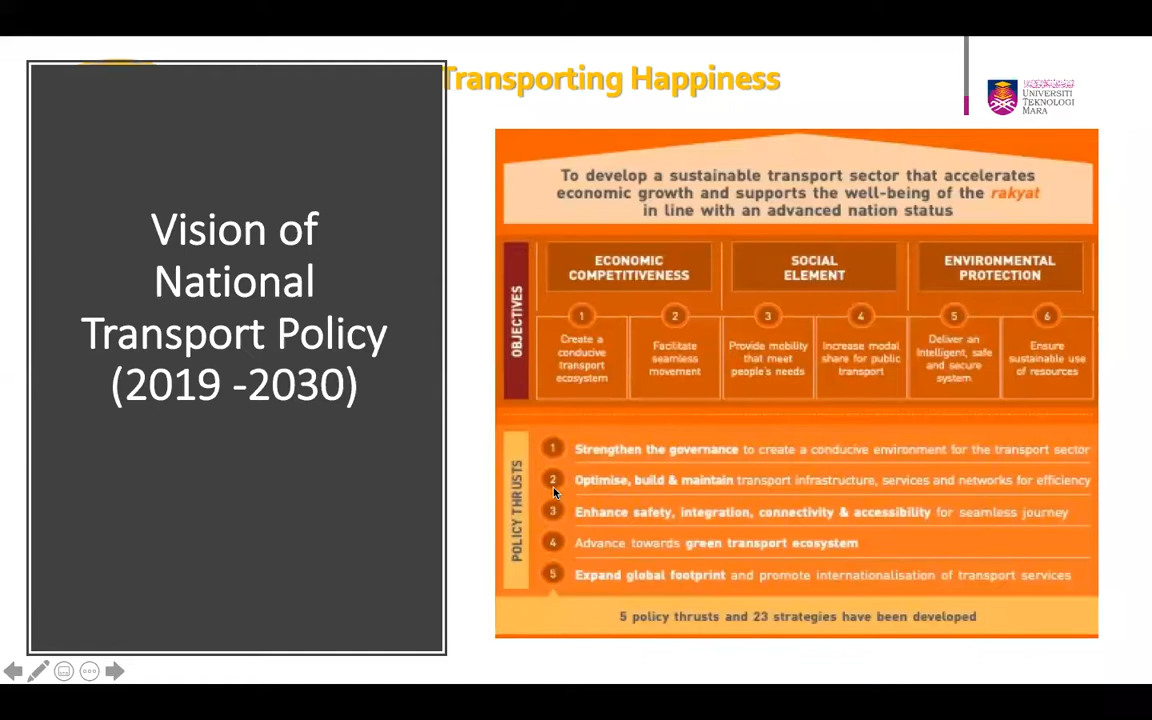 Transporting Happiness
UNIVERSITI
TEKNOLOGI
MARA
Vision of
National
Transport Policy
(2019 -2030)
To develop a sustainable transport sector that accelerates
economic growth and supports the well-being of the rakyat
in line with an advanced nation status
OBJECTIVES
ECONOMIC
COMPETITIVENESS
SOCIAL
ELEMENT
ENVIRONMENTAL
PROTECTION
1
Create a
conducive
transport
ecosystem
2
Facilitate
seamless
movement
3
Provide mobility
that meet
people's needs
4
Increase modal
share for public
transport
5
Deliver an
Intelligent, safe
and secure
system
6
Ensure
sustainable use
of resources
POLICY THRUSTS
1 Strengthen the governance to create a conducive environment for the transport sector
2 Optimise, build & maintain transport infrastructure, services and networks for efficiency
3 Enhance safety, integration, connectivity & accessibility for seamless journey
4 Advance towards green transport ecosystem
5 Expand global footprint and promote internationalisation of transport services
5 policy thrusts and 23 strategies have been developed